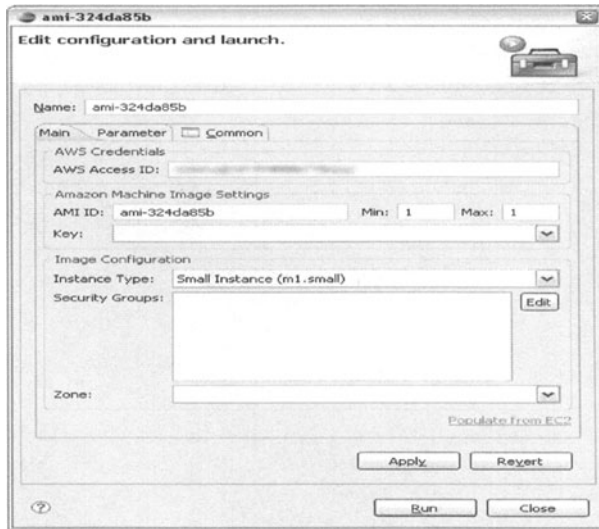 ami-324da85b
Edit configuration and launch.
Name: ami-324da85b
Main Parameter Common
AWS Credentials
AWS Access ID:
Amazon Machine Image Settings
AMI ID: ami-324da85b Min: 1 Max: 1
Key:
Image Configuration
Instance Type: Small Instance (m1.small)
Security Groups: Edit
Zone:
Populate from EC2
Apply Revert
? Run Close